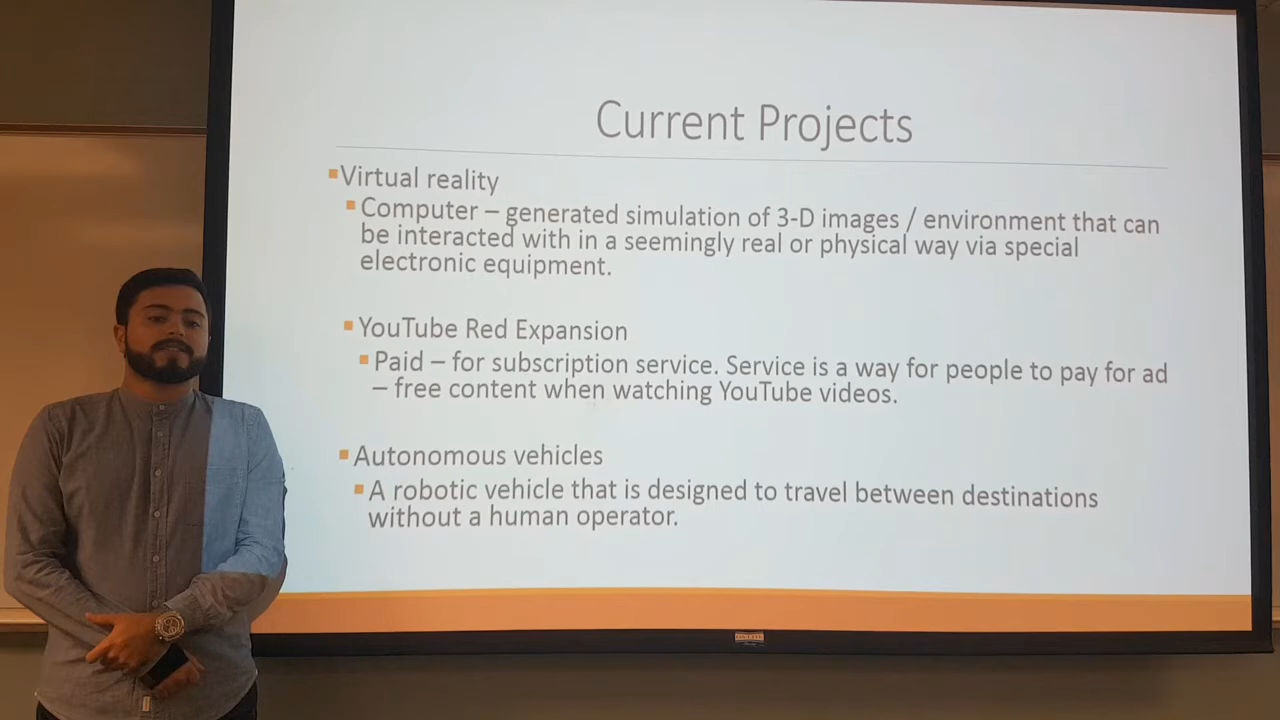 Current Projects
Virtual reality
Computer – generated simulation of 3-D images / environment that can
be interacted with in a seemingly real or physical way via special
electronic equipment.
YouTube Red Expansion
Paid – for subscription service. Service is a way for people to pay for ad
– free content when watching YouTube videos.
Autonomous vehicles
A robotic vehicle that is designed to travel between destinations
without a human operator.